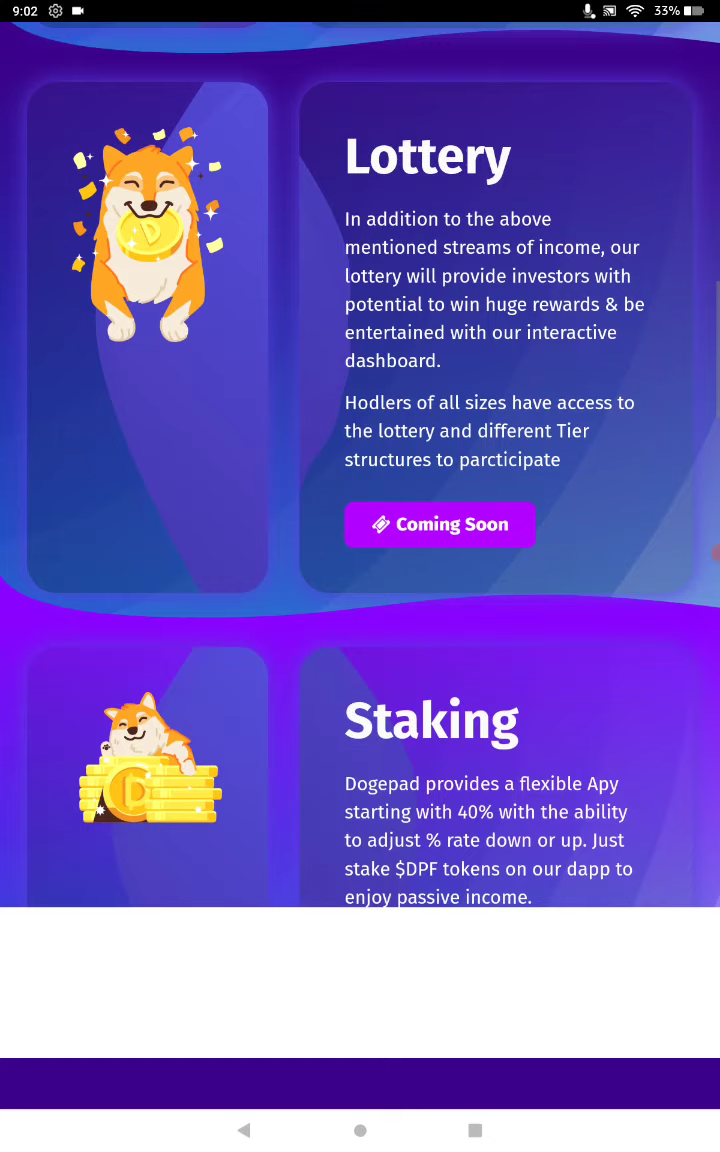 9:02
33%
Lottery
In addition to the above
mentioned streams of income, our
lottery will provide investors with
potential to win huge rewards & be
entertained with our interactive
dashboard.
Hodlers of all sizes have access to
the lottery and different Tier
structures to parcticipate
Coming Soon
Staking
Dogepad provides a flexible Apy
starting with 40% with the ability
to adjust % rate down or up. Just
stake $DPF tokens on our dapp to
enjoy passive income.